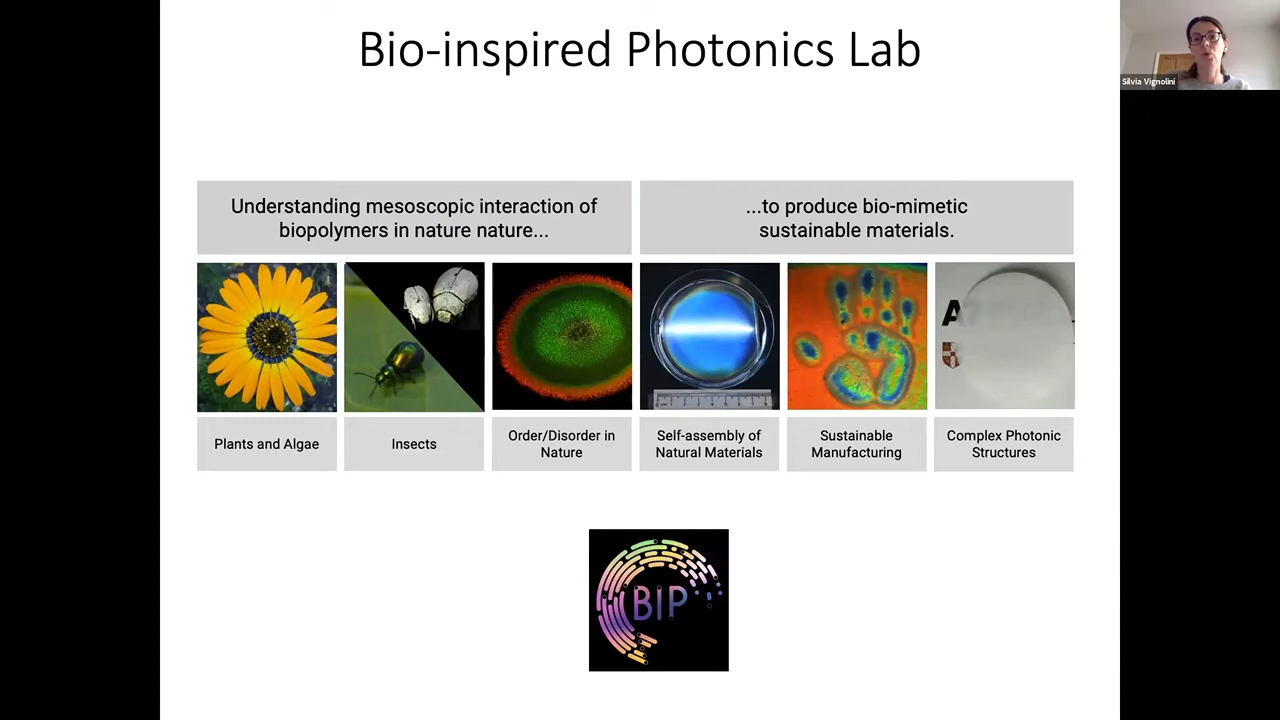 Bio-inspired Photonics Lab
Silvia Vignolini
Understanding mesoscopic interaction of
biopolymers in nature nature...
...to produce bio-mimetic
sustainable materials.
A
Plants and Algae
Insects
Order/Disorder in
Nature
Self-assembly of
Natural Materials
Sustainable
Manufacturing
Complex Photonic
Structures
BIP